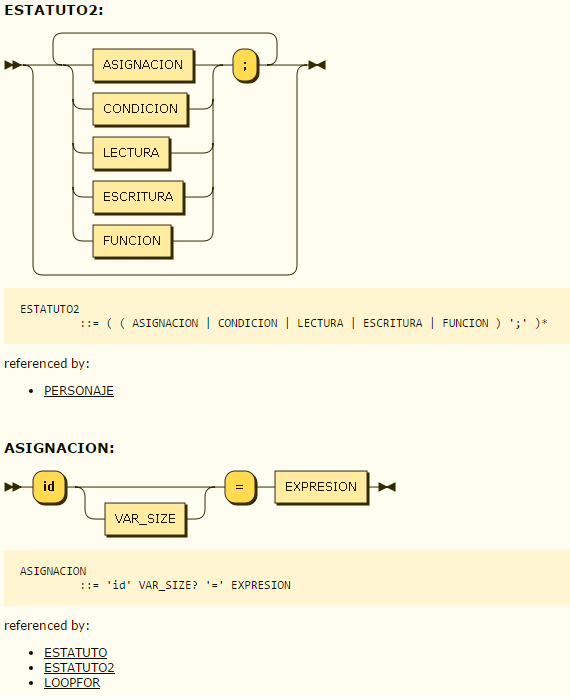 ESTATUTO2:
ASIGNACION
;
CONDICION
LECTURA
ESCRITURA
FUNCION
ESTATUTO2
::= ( ( ASIGNACION | CONDICION | LECTURA | ESCRITURA | FUNCION ) ';' )*
referenced by:
• PERSONAJE
ASIGNACION:
id
VAR_SIZE
=
EXPRESION
ASIGNACION
::= 'id' VAR_SIZE? '=' EXPRESION
referenced by:
• ESTATUTO
• ESTATUTO2
• LOOPFOR